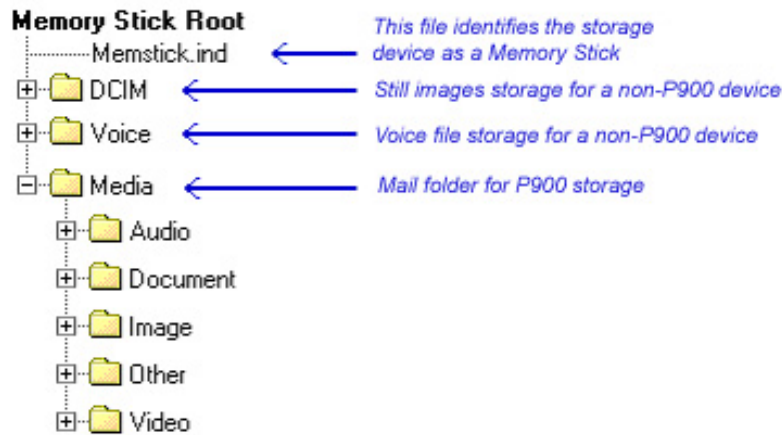 Memory Stick Root
Memstick.ind
This file identifies the storage
device as a Memory Stick
DCIM
Still images storage for a non-P900 device
Voice
Voice file storage for a non-P900 device
Media
Mail folder for P900 storage
Audio
Document
Image
Other
Video